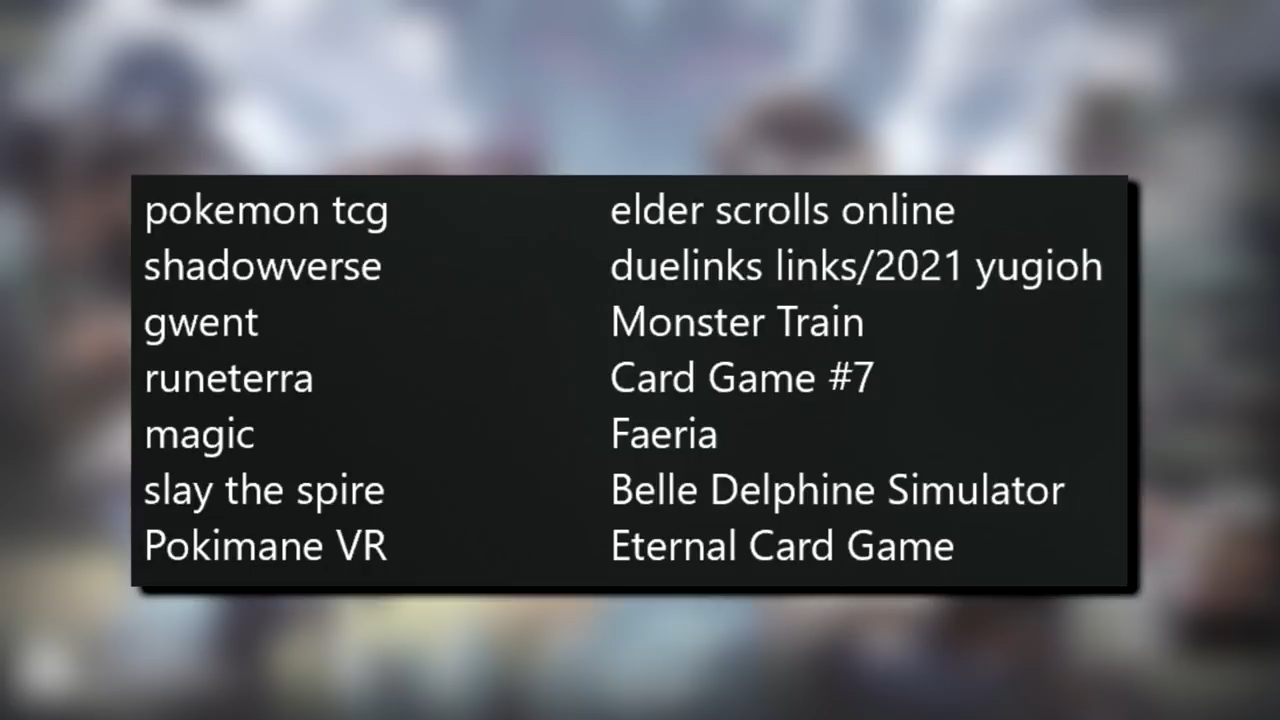 pokemon tcg
shadowverse
gwent
runeterra
magic
slay the spire
Pokimane VR
elder scrolls online
duelinks links/2021 yugioh
Monster Train
Card Game #7
Faeria
Belle Delphine Simulator
Eternal Card Game